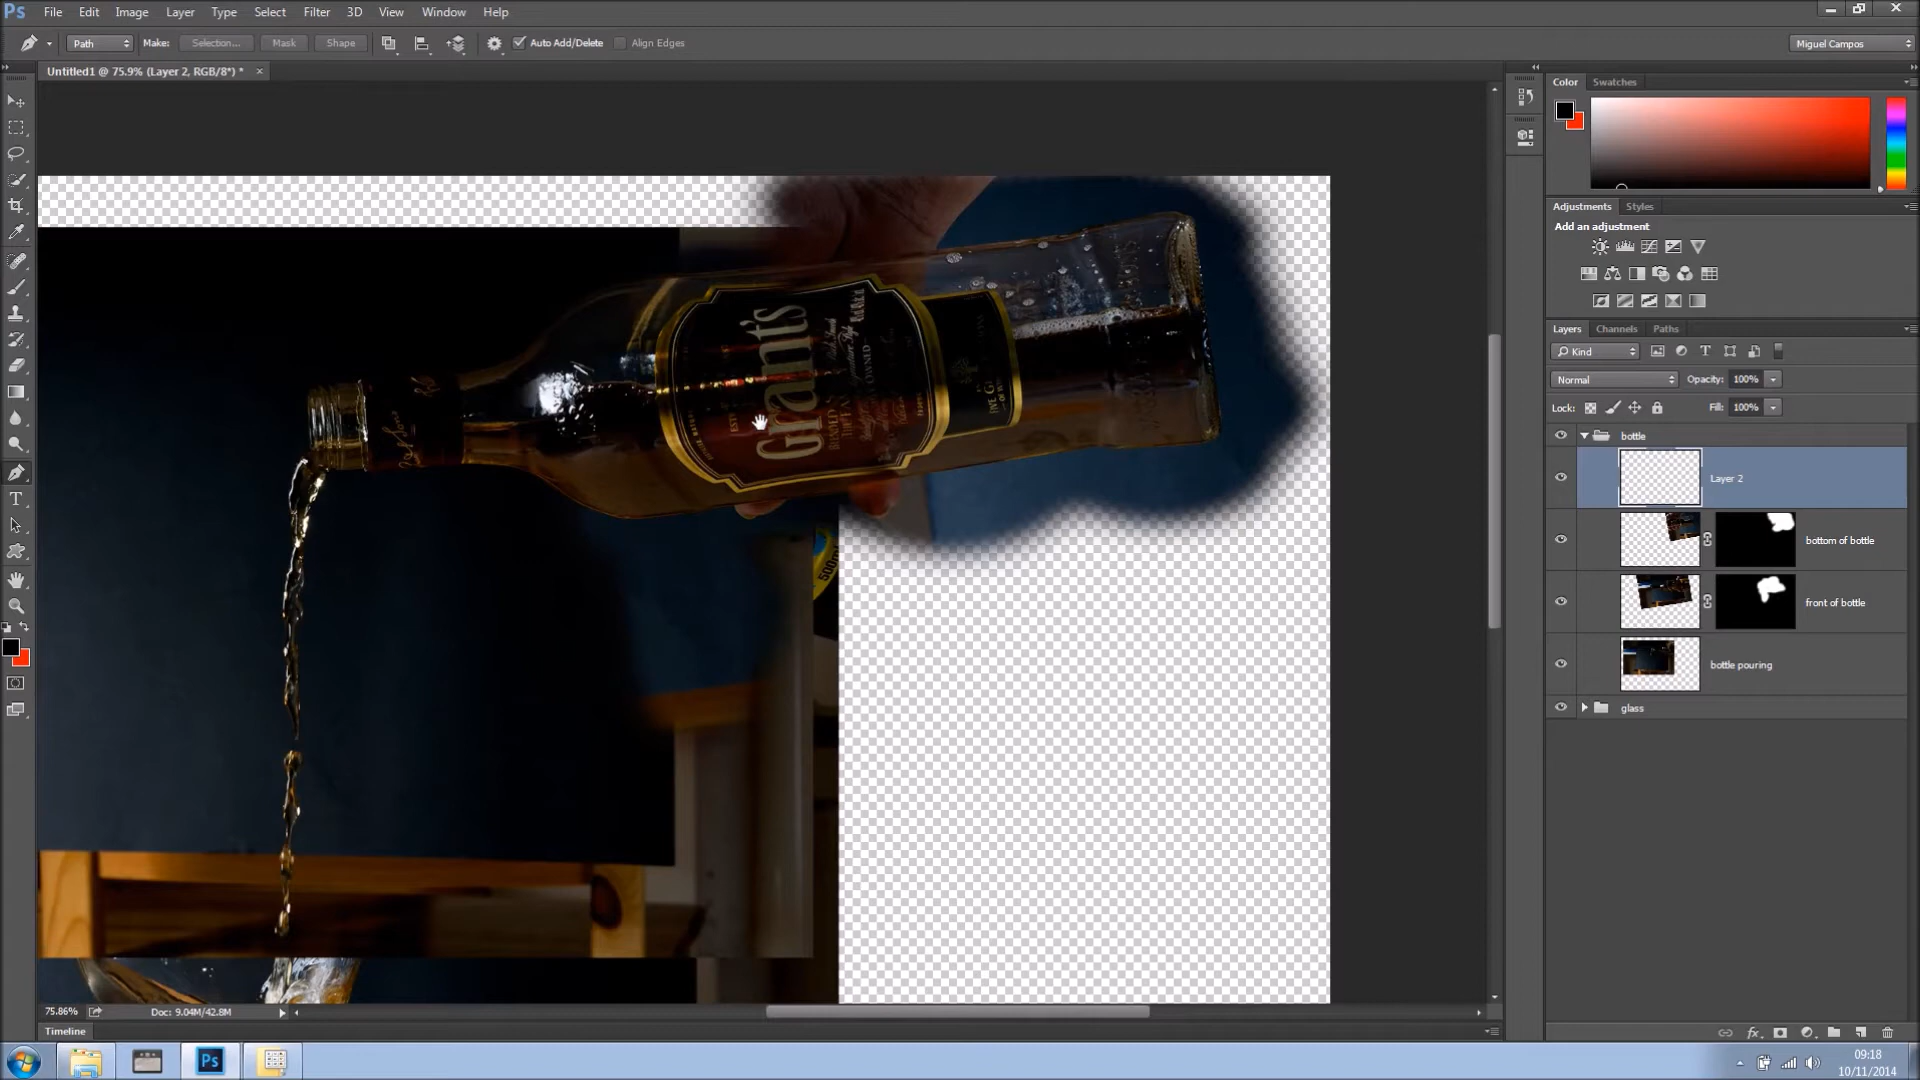 Ps File Edit Image Layer Type Select Filter 3D View Window Help
Path Make: Selection... Mask Shape Auto Add/Delete Align Edges Miguel Campos
Untitled1 @ 75.9% (Layer 2, RGB/8*) *
Color Swatches
Adjustments Styles
Add an adjustment
Layers Channels Paths
Kind
Normal Opacity: 100%
Lock: Fill: 100%
bottle
Layer 2
bottom of bottle
front of bottle
bottle pouring
glass
Grant's
500
75.86% Doc: 9.04M/42.8M
Timeline
Ps
09:18
10/11/2014